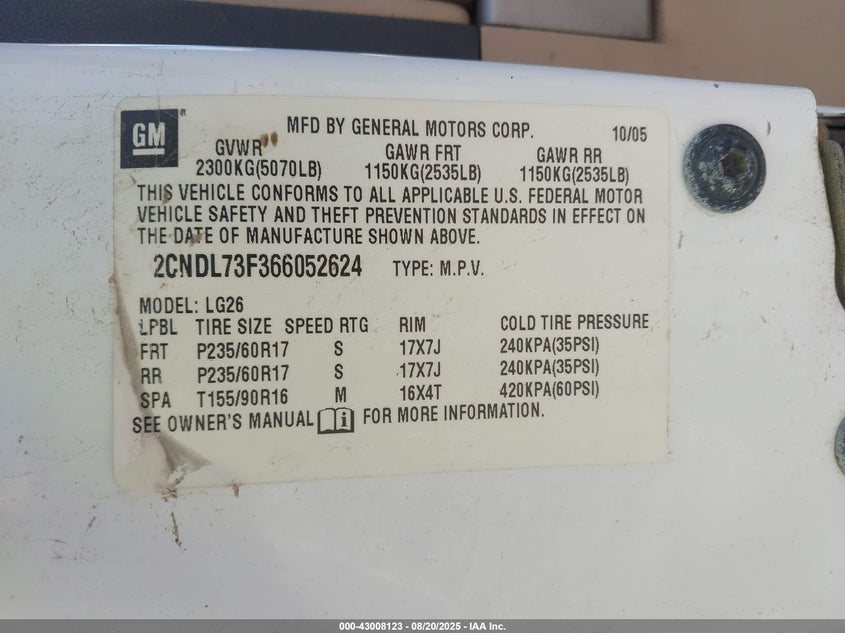 GM ®
MFD BY GENERAL MOTORS CORP. 10/05
GVWR GAWR FRT GAWR RR
2300KG(5070LB) 1150KG(2535LB) 1150KG(2535LB)
THIS VEHICLE CONFORMS TO ALL APPLICABLE U.S. FEDERAL MOTOR
VEHICLE SAFETY AND THEFT PREVENTION STANDARDS IN EFFECT ON
THE DATE OF MANUFACTURE SHOWN ABOVE.
2CNDL73F366052624 TYPE: M.P.V.
MODEL: LG26
LPBL TIRE SIZE SPEED RTG RIM COLD TIRE PRESSURE
FRT P235/60R17 S 17X7J 240KPA(35PSI)
RR P235/60R17 S 17X7J 240KPA(35PSI)
SPA T155/90R16 M 16X4T 420KPA(60PSI)
SEE OWNER'S MANUAL i FOR MORE INFORMATION.
000-43008123 - 08/20/2025 - IAA Inc.